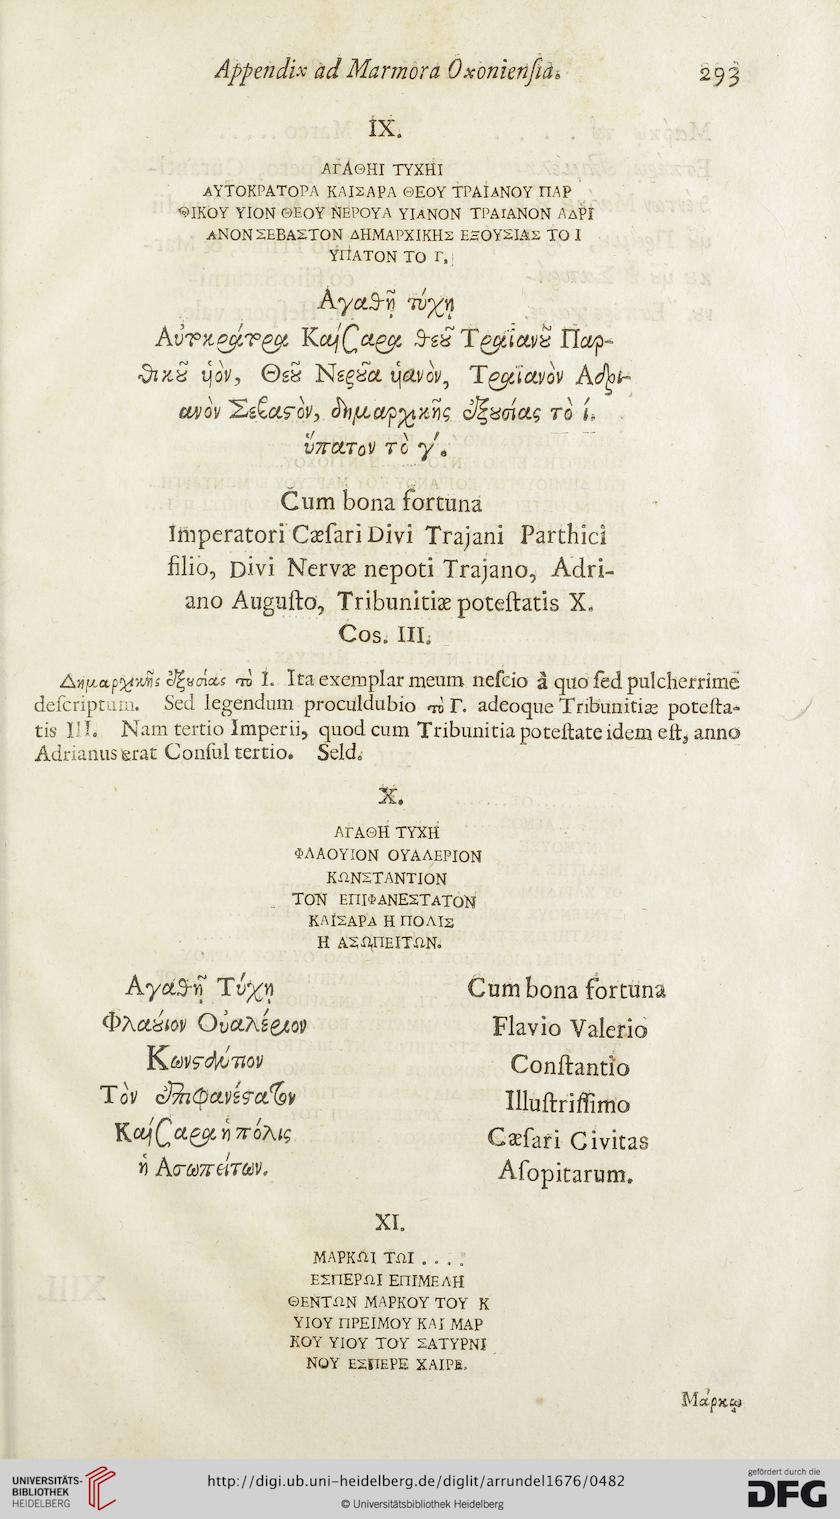 Appendix ad Marmora Oxoniensia. 293
IX.
ΑΓΑΘΗΙ ΤΥΧΗΙ
ΑΥΤΟΚΡΑΤΟΡΑ ΚΑΙΣΑΡΑ ΘΕΟΥ ΤΡΑΙΑΝΟΥ ΠΑΡ
ΘΙΚΟΥ ΥΙΟΝ ΘΕΟΥ ΝΕΡΟΥΑ ΥΙΑΝΟΝ ΤΡΑΙΑΝΟΝ ΑΔΡΙ
ΑΝΟΝ ΣΕΒΑΣΤΟΝ ΔΗΜΑΡΧΙΚΗΣ ΕΞΟΥΣΙΑΣ ΤΟ Ι
ΥΠΑΤΟΝ ΤΟ Γ.
Αγαθῇ τύχῃ
Αὐτοκράτορα Καίσαρα θεοῦ Τραϊανοῦ Παρ-
θικοῦ υἱὸν, Θεοῦ Νερούα υἱανὸν, Τραϊανὸν Αδρι-
ανὸν Σεβαστὸν, δημαρχικῆς ἐξουσίας τὸ ί.
ὕπατον τὸ γ΄.
Cum bona fortuna
Imperatori Cæsari Divi Trajani Parthici
filio, Divi Nervæ nepoti Trajano, Adri-
ano Augusto, Tribunitiæ potestatis X.
Cos. III.
Δημαρχικῆς ἐξουσίας τὸ Ι. Ita exemplar meum nescio à quo sed pulcherrimè
descriptum. Sed legendum proculdubio τὸ Γ. adeoque Tribunitiæ potesta-
tis III. Nam tertio Imperii, quod cum Tribunitia potestate idem est, anno
Adrianus erat Consul tertio. Seld.
X.
ΑΓΑΘΗ ΤΥΧΗ
ΦΛΑΟΥΙΟΝ ΟΥΑΛΕΡΙΟΝ
ΚΩΝΣΤΑΝΤΙΟΝ
ΤΟΝ ΕΠΙΦΑΝΕΣΤΑΤΟΝ
ΚΑΙΣΑΡΑ Η ΠΟΛΙΣ
Η ΑΣΩΠΕΙΤΩΝ.
Αγαθῇ Τύχῃ Cum bona fortuna
Φλαούιον Οὐαλέριον Flavio Valerio
Κωνστάντιον Constantio
Τὸν ἐπιφανέστατον Illustrissimo
Καίσαρα ἡ πόλις Cæsari Civitas
ἡ Ασωπείτων. Asopitarum.
XI.
ΜΑΡΚΩΙ ΤΩΙ . . . .
ΕΣΠΕΡΩΙ ΕΠΙΜΕΛΗ
ΘΕΝΤΩΝ ΜΑΡΚΟΥ ΤΟΥ Κ
ΥΙΟΥ ΠΡΕΙΜΟΥ ΚΑΙ ΜΑΡ
ΚΟΥ ΥΙΟΥ ΤΟΥ ΣΑΤΥΡΝΙ
ΝΟΥ ΕΣΠΕΡΕ ΧΑΙΡΕ.
Μάρκῳ
UNIVERSITÄTS-
BIBLIOTHEK
HEIDELBERG
http://digi.ub.uni-heidelberg.de/diglit/arrundel1676/0482
© Universitätsbibliothek Heidelberg
gefördert durch die
DFG